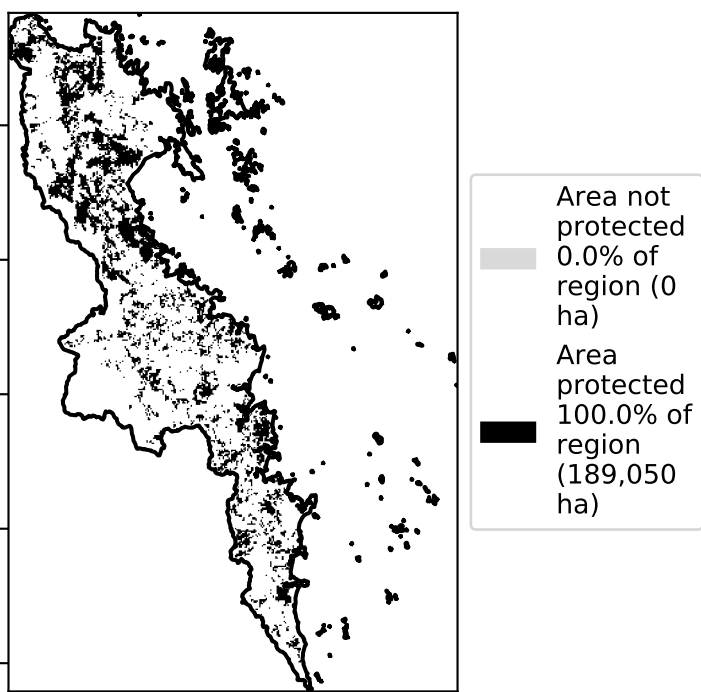 Area not
protected
0.0% of
region (0
ha)
Area
protected
100.0% of
region
(189,050
ha)